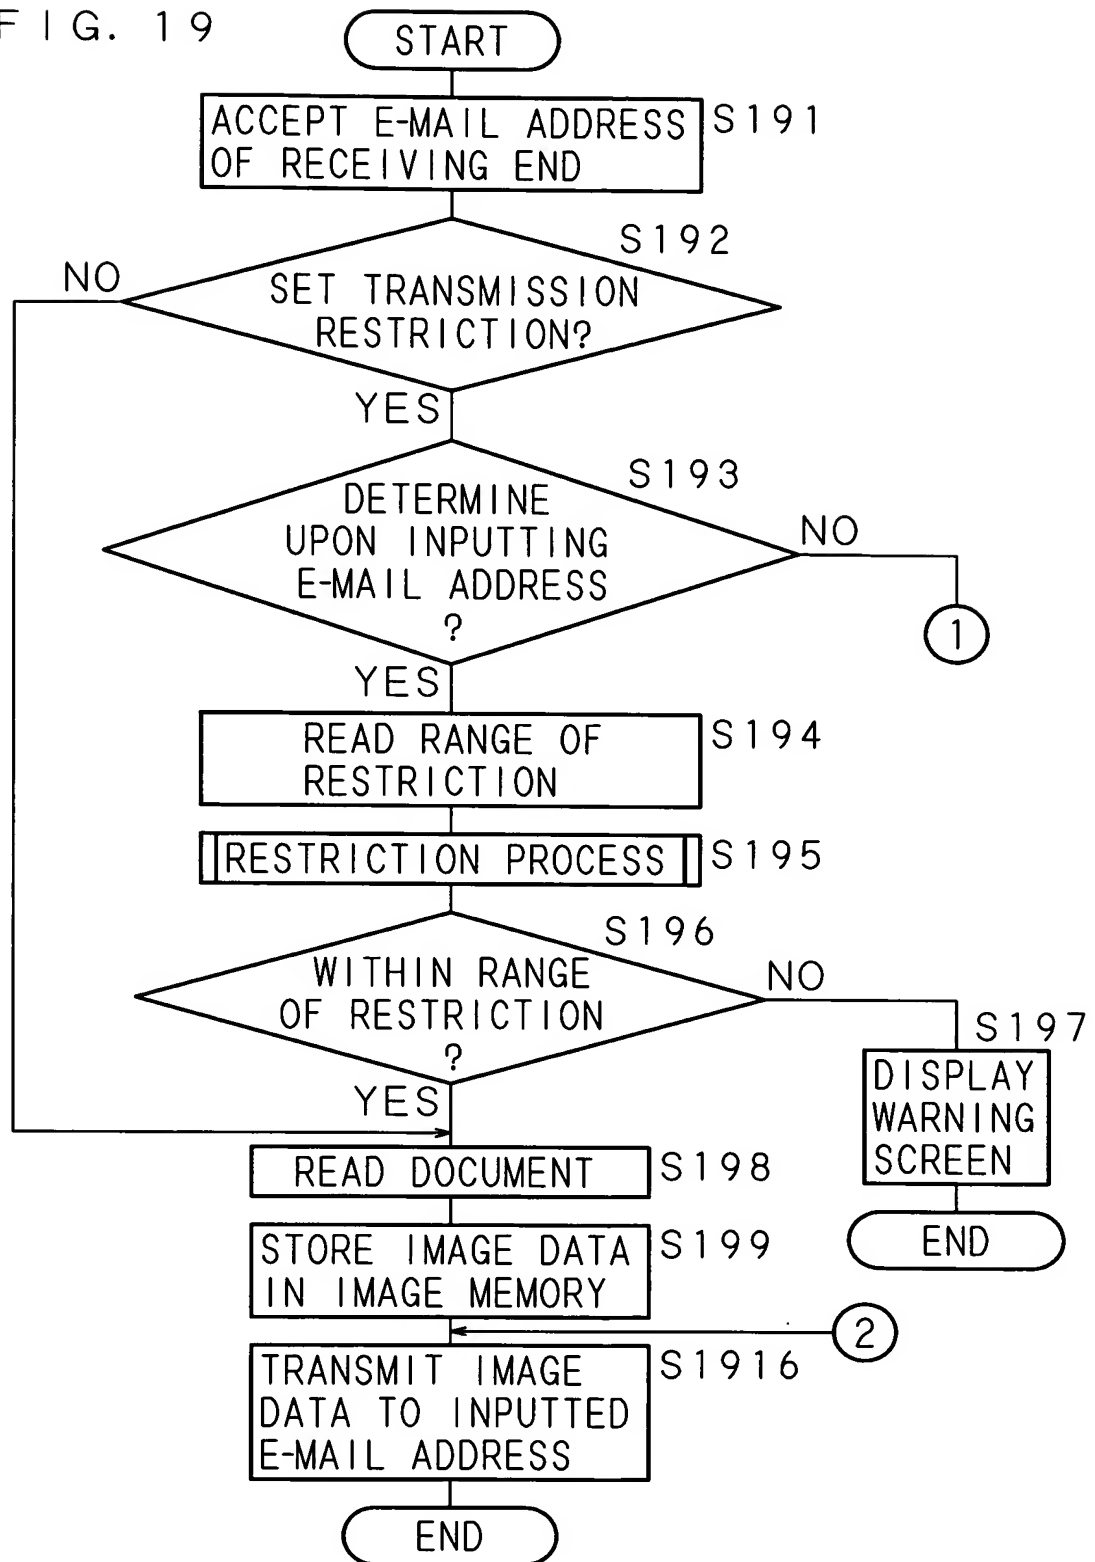 FIG. 19
START
ACCEPT E-MAIL ADDRESS
OF RECEIVING END
S191
S192
NO
SET TRANSMISSION
RESTRICTION?
YES
S193
DETERMINE
UPON INPUTTING
E-MAIL ADDRESS
?
NO
1
YES
READ RANGE OF
RESTRICTION
S194
RESTRICTION PROCESS
S195
S196
WITHIN RANGE
OF RESTRICTION
?
NO
S197
DISPLAY
WARNING
SCREEN
END
YES
READ DOCUMENT
S198
STORE IMAGE DATA
IN IMAGE MEMORY
S199
2
TRANSMIT IMAGE
DATA TO INPUTTED
E-MAIL ADDRESS
S1916
END